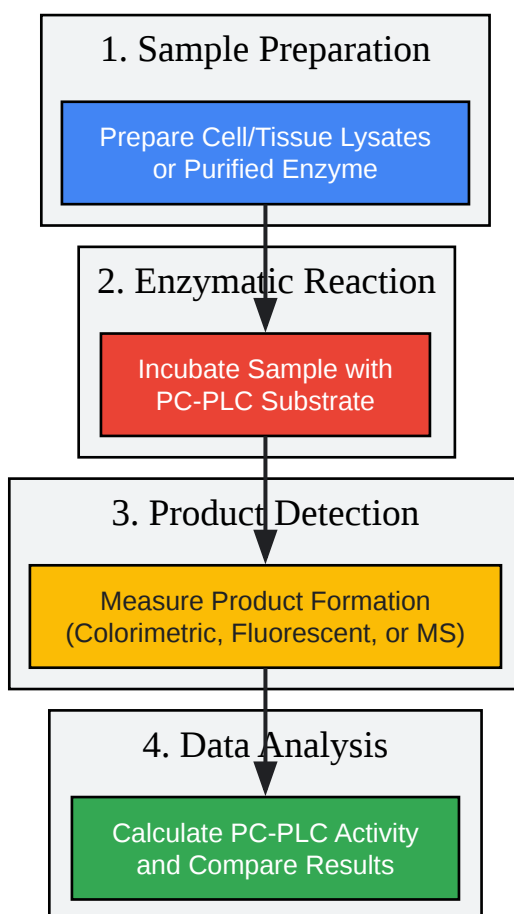 1. Sample Preparation
Prepare Cell/Tissue Lysates
or Purified Enzyme
2. Enzymatic Reaction
Incubate Sample with
PC-PLC Substrate
3. Product Detection
Measure Product Formation
(Colorimetric, Fluorescent, or MS)
4. Data Analysis
Calculate PC-PLC Activity
and Compare Results